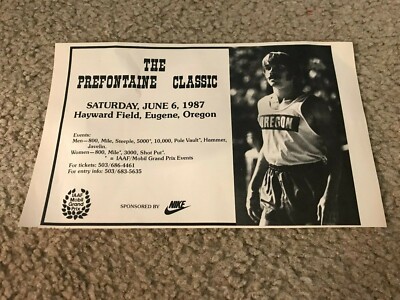 THE
PREFONTAINE CLASSIC
SATURDAY, JUNE 6, 1987
Hayward Field, Eugene, Oregon
Events:
Men—800, Mile, Steeple, 5000*, 10,000, Pole Vault*, Hammer,
Javelin.
Women—800, Mile*, 3000, Shot Put*.
* = IAAF/Mobil Grand Prix Events
For tickets: 503/686-4461
For entry info: 503/683-5635
IAAF
Mobil
Grand
Prix
SPONSORED BY NIKE
OREGON